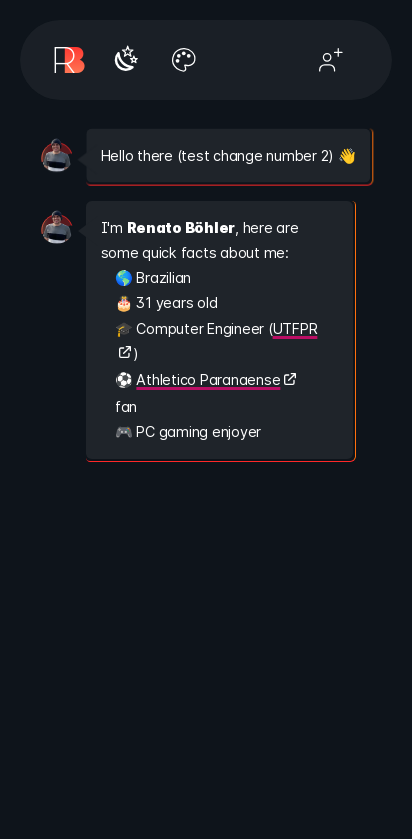 RB
Hello there (test change number 2) 👋
I'm Renato Böhler, here are
some quick facts about me:
🌎 Brazilian
🎂 31 years old
🎓 Computer Engineer (UTFPR
)
⚽ Athletico Paranaense
fan
🎮 PC gaming enjoyer